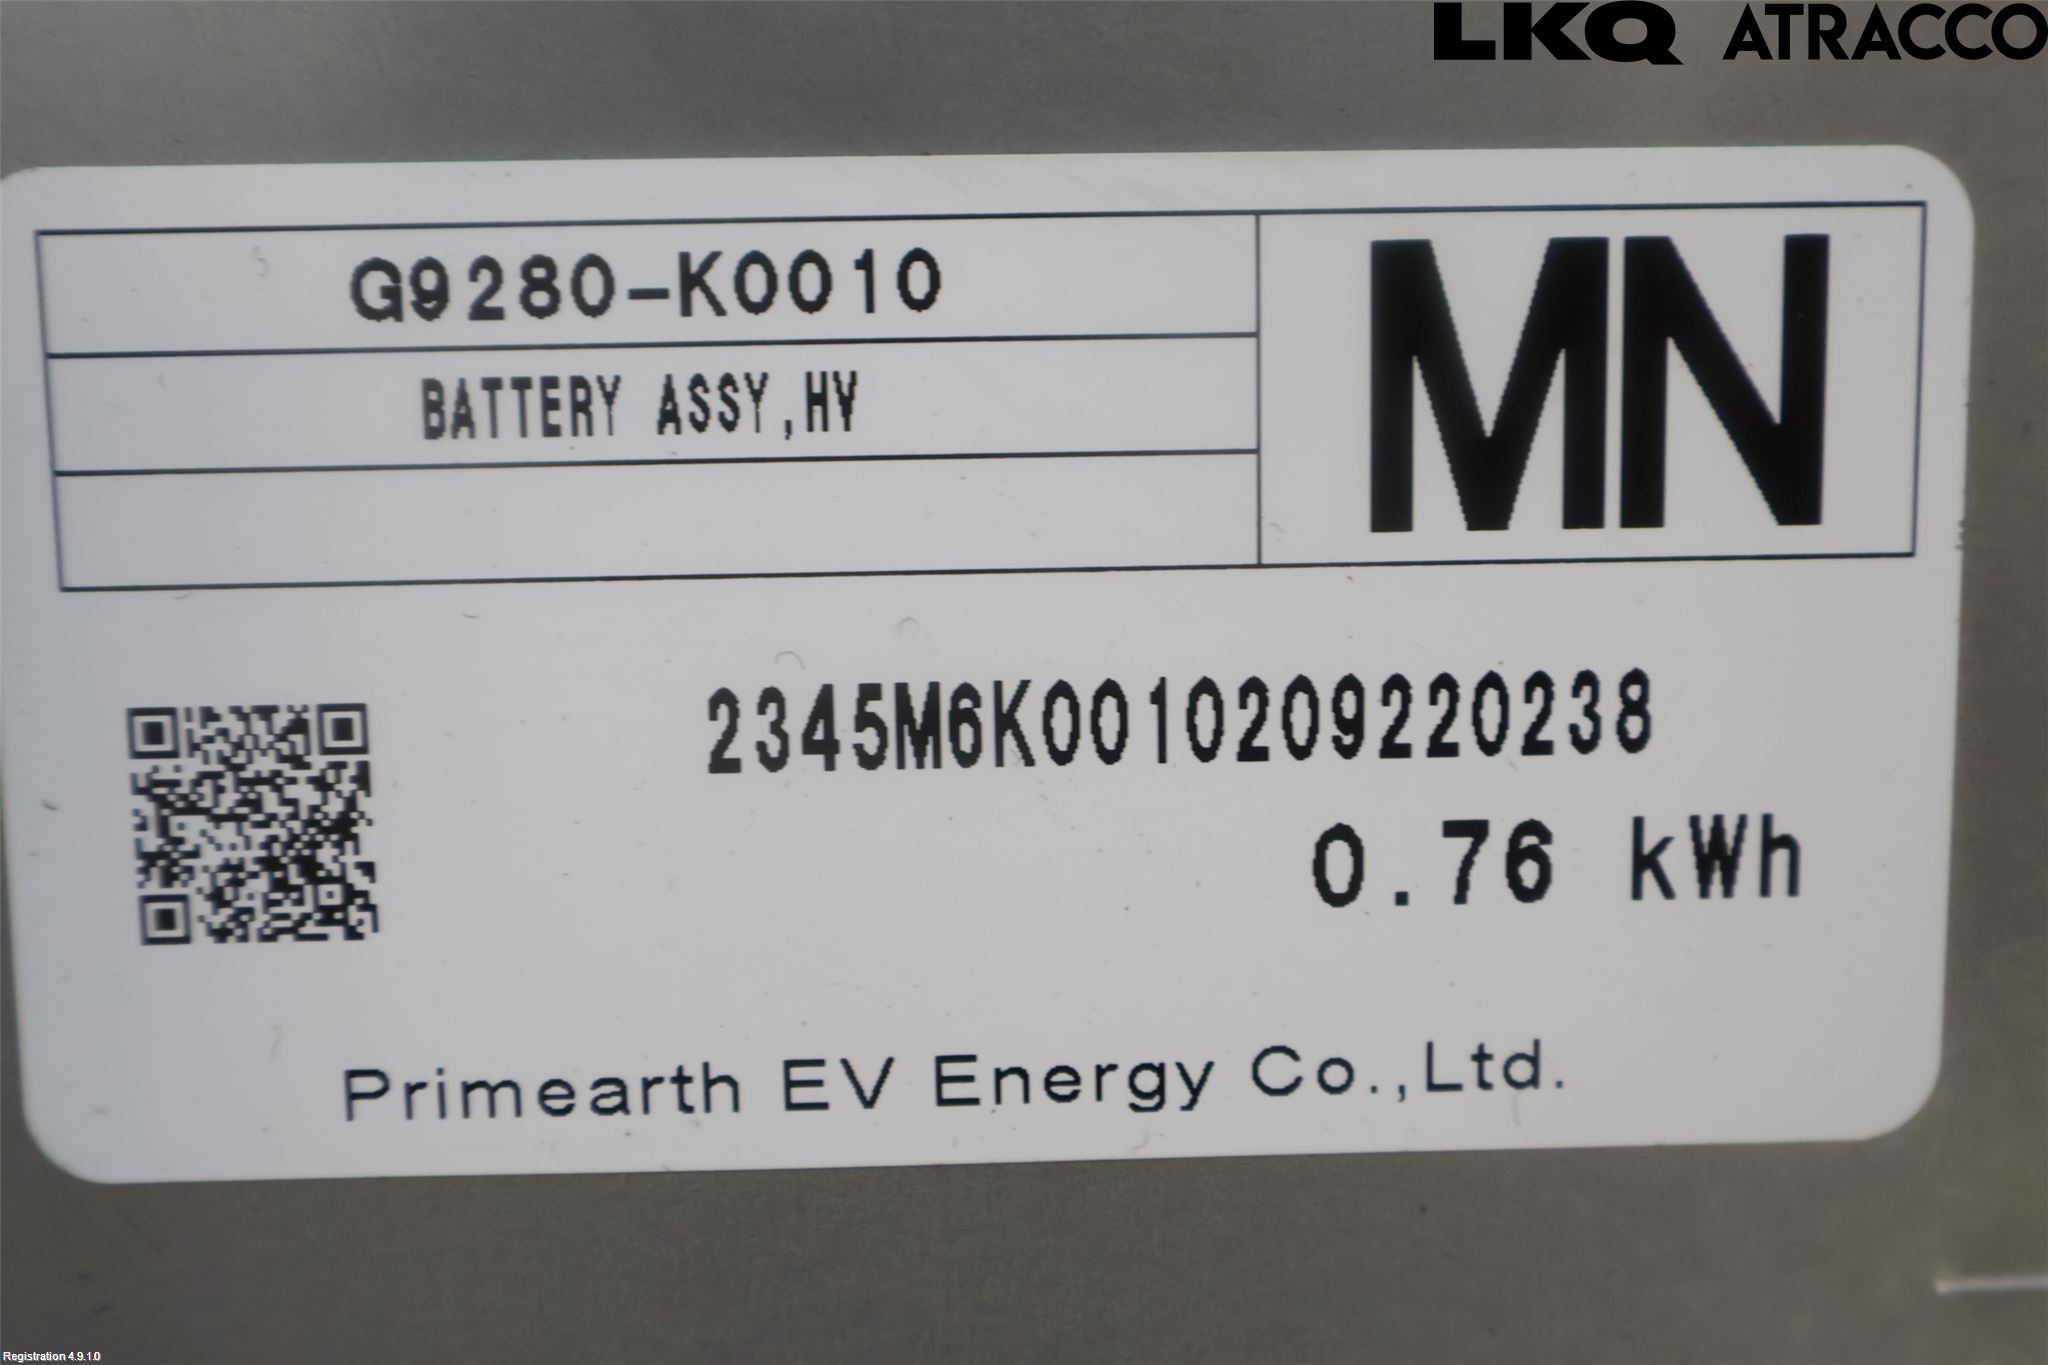 LKQ ATRACCO
G9280-K0010
MN
BATTERY ASSY,HV
2345M6K0010209220238
0.76 kWh
Primearth EV Energy Co.,Ltd.
Registration 4.9.1.0